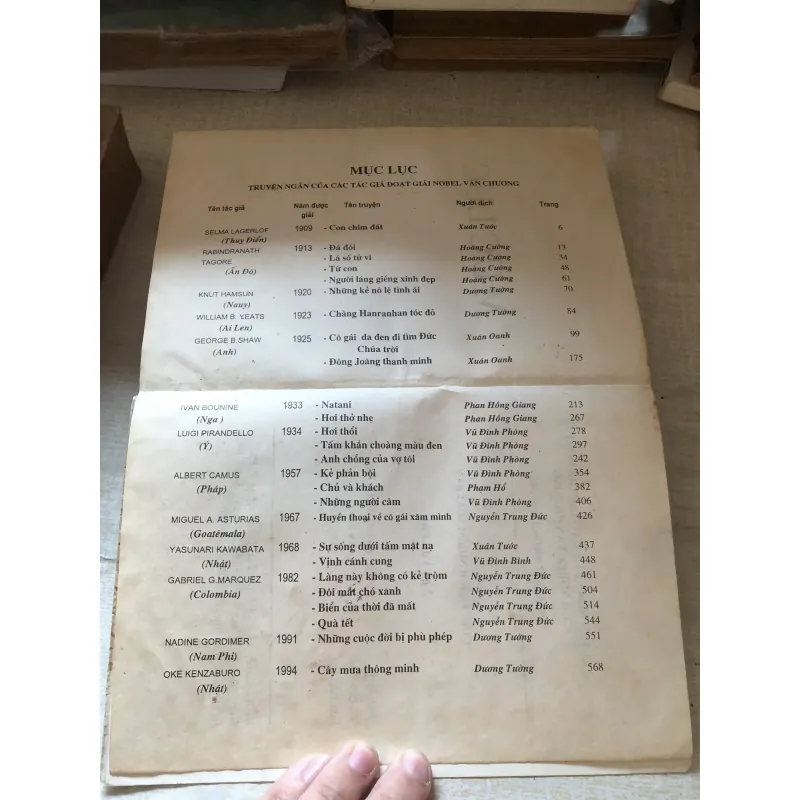 MỤC LỤC
TRUYỆN NGẮN CỦA CÁC TÁC GIẢ ĐOẠT GIẢI NOBEL VĂN CHƯƠNG
Tên tác giả Năm được giải Tên truyện Người dịch Trang
SELMA LAGERLOF 1909 - Con chim đất Xuân Tước 6
(Thụy Điển)
RABINDRANATH 1913 - Đá đói Hoàng Cường 13
TAGORE - Lá số tử vi Hoàng Cường 34
(Ấn Độ) - Từ con Hoàng Cường 48
- Người láng giềng xinh đẹp Hoàng Cường 61
KNUT HAMSUN 1920 - Những kẻ nô lệ tình ái Dương Tường 70
(Nauy)
WILLIAM B. YEATS 1923 - Chàng Hanranhan tóc đỏ Dương Tường 84
(Ai Len)
GEORGE B.SHAW 1925 - Cô gái da đen đi tìm Đức Xuân Oanh 99
(Anh) Chúa trời
- Đông Joăng thanh minh Xuân Oanh 175
IVAN BOUNINE 1933 - Natani Phan Hồng Giang 213
(Nga ) - Hơi thở nhẹ Phan Hồng Giang 267
LUIGI PIRANDELLO 1934 - Hơi thổi Vũ Đình Phòng 278
(Ý) - Tấm khăn choàng màu đen Vũ Đình Phòng 297
- Anh chồng của vợ tôi Vũ Đình Phòng 242
ALBERT CAMUS 1957 - Kẻ phản bội Vũ Đình Phòng 354
(Pháp) - Chủ và khách Phạm Hổ 382
- Những người câm Vũ Đình Phòng 406
MIGUEL A. ASTURIAS 1967 - Huyền thoại về cô gái xăm mình Nguyễn Trung Đức 426
(Goatêmala)
YASUNARI KAWABATA 1968 - Sự sống dưới tấm mặt nạ Xuân Tước 437
(Nhật) - Vịnh cánh cung Vũ Đình Bình 448
GABRIEL G.MARQUEZ 1982 - Làng này không có kẻ trộm Nguyễn Trung Đức 461
(Colombia) - Đôi mắt chó xanh Nguyễn Trung Đức 504
- Biển của thời đã mất Nguyễn Trung Đức 514
- Quà tết Nguyễn Trung Đức 544
NADINE GORDIMER 1991 - Những cuộc đời bị phù phép Dương Tường 551
(Nam Phi)
OKE KENZABURO 1994 - Cây mưa thông minh Dương Tường 568
(Nhật)